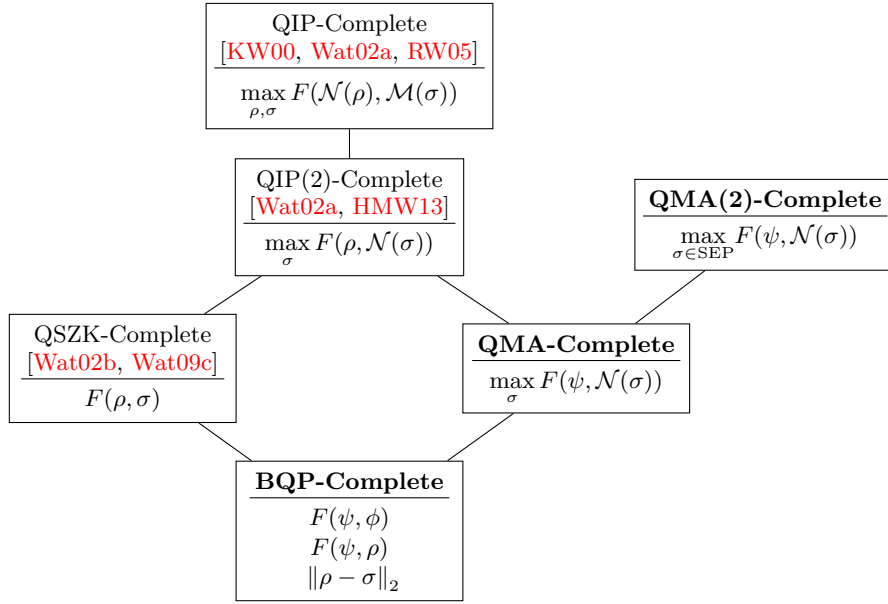 QIP-Complete
[KW00, Wat02a, RW05]
max F(𝒩(ρ), ℳ(σ))
ρ,σ
QIP(2)-Complete
[Wat02a, HMW13]
max F(ρ, 𝒩(σ))
σ
QMA(2)-Complete
max F(ψ, 𝒩(σ))
σ∈SEP
QSZK-Complete
[Wat02b, Wat09c]
F(ρ, σ)
QMA-Complete
max F(ψ, 𝒩(σ))
σ
BQP-Complete
F(ψ, ϕ)
F(ψ, ρ)
‖ρ − σ‖₂